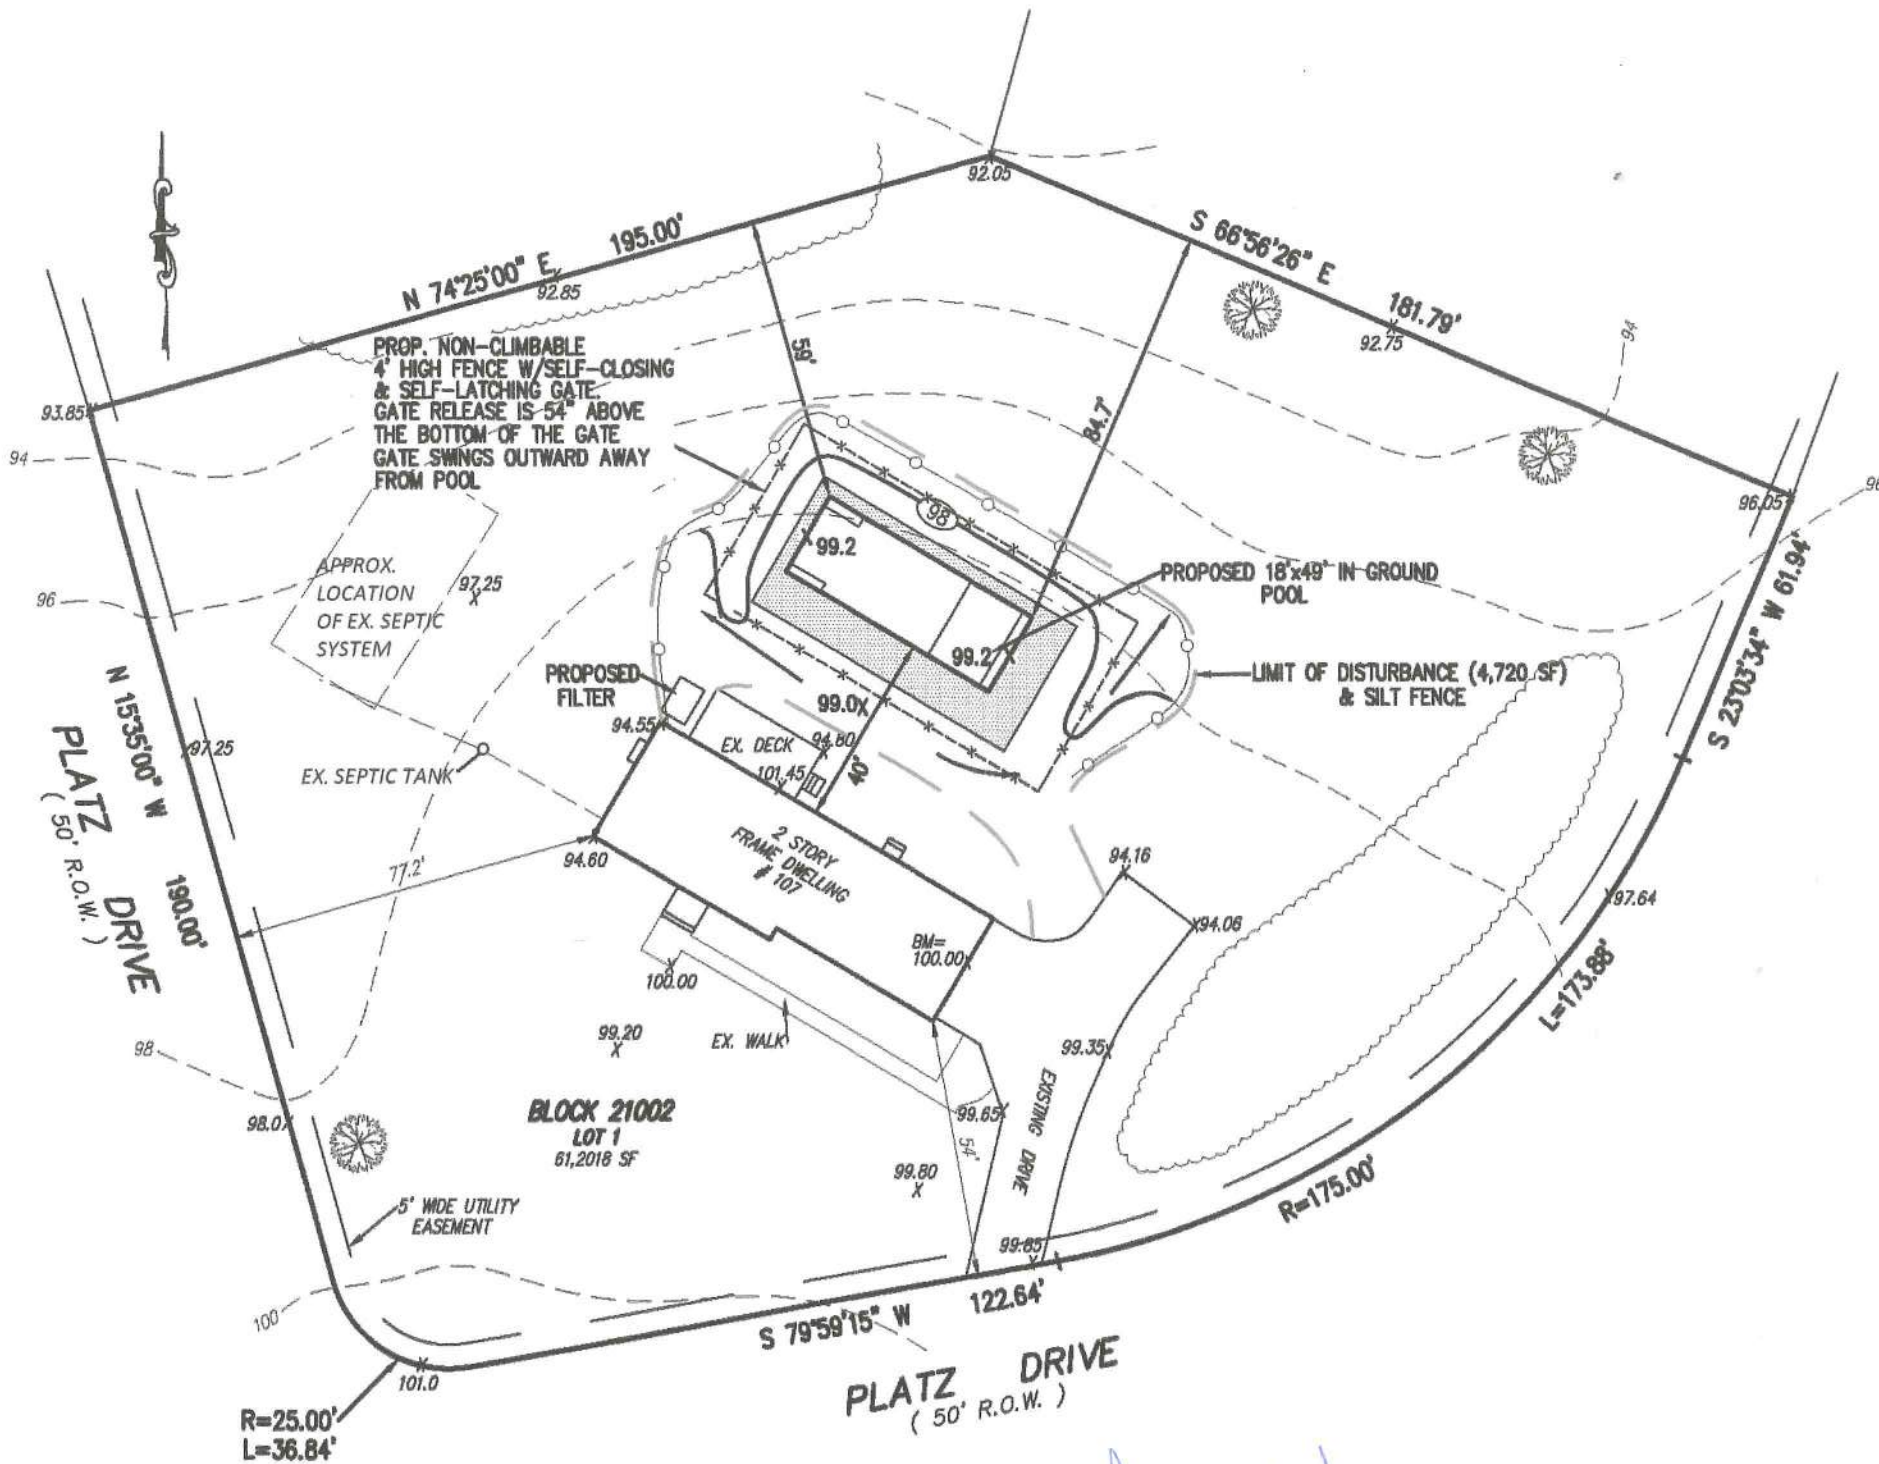 92.05
N 74°25'00" E 195.00'
92.85
S 66°56'26" E 181.79'
92.75
94
93.85
94
96
96.05
96
PROP. NON-CLIMBABLE
4' HIGH FENCE W/SELF-CLOSING
& SELF-LATCHING GATE.
GATE RELEASE IS 54" ABOVE
THE BOTTOM OF THE GATE
GATE SWINGS OUTWARD AWAY
FROM POOL
59'
84.7'
98
99.2
99.2
PROPOSED 18'x49' IN GROUND
POOL
APPROX.
LOCATION
OF EX. SEPTIC
SYSTEM
97.25
LIMIT OF DISTURBANCE (4,720 SF)
& SILT FENCE
S 23°03'34" W 61.94'
PROPOSED
FILTER
94.55
99.0
EX. DECK
94.80
101.45
40'
EX. SEPTIC TANK
N 15°35'00" W 190.00'
97.25
PLATZ DRIVE
( 50' R.O.W. )
77.2'
94.60
2 STORY
FRAME DWELLING
# 107
94.16
94.06
97.64
BM=
100.00
100.00
L=173.88'
99.20
EX. WALK
99.35
98
98.07
BLOCK 21002
LOT 1
61,2018 SF
99.65
EXISTING DRIVE
54'
99.80
R=175.00'
5' WIDE UTILITY
EASEMENT
99.85
100
S 79°59'15" W 122.64'
101.0
PLATZ DRIVE
( 50' R.O.W. )
R=25.00'
L=36.84'